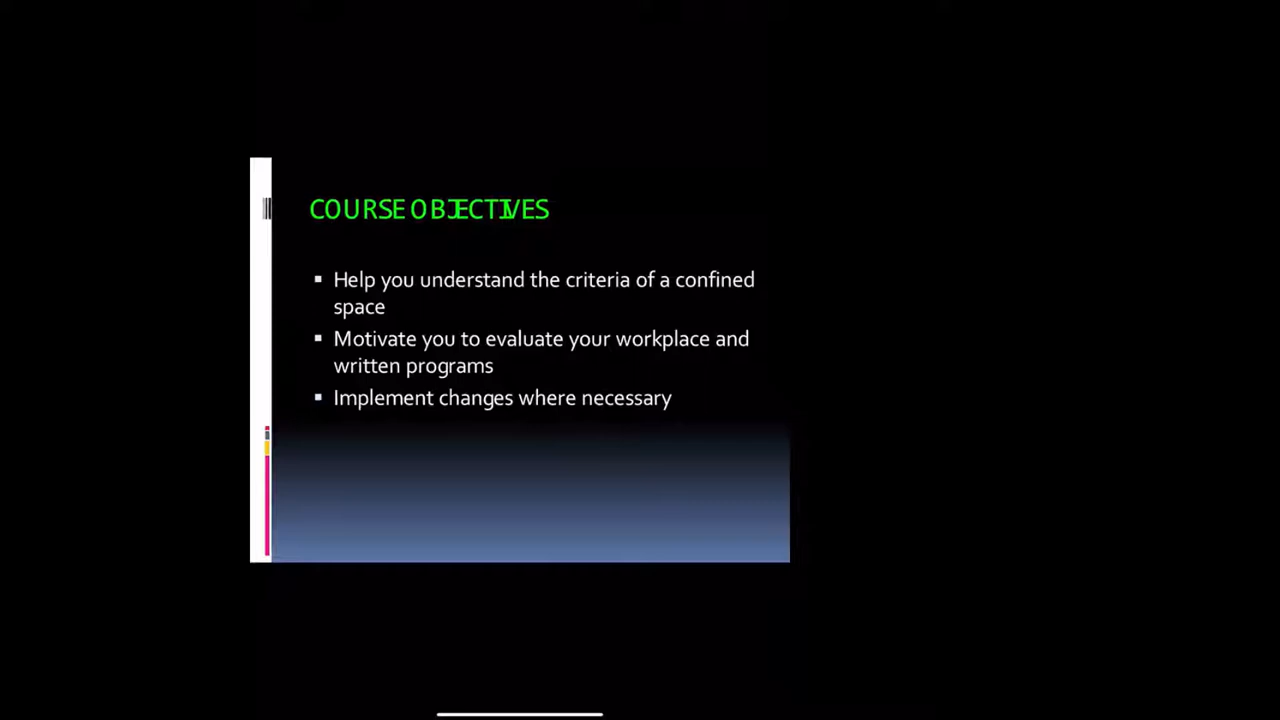 COURSE OBJECTIVES
▪ Help you understand the criteria of a confined
space
▪ Motivate you to evaluate your workplace and
written programs
▪ Implement changes where necessary